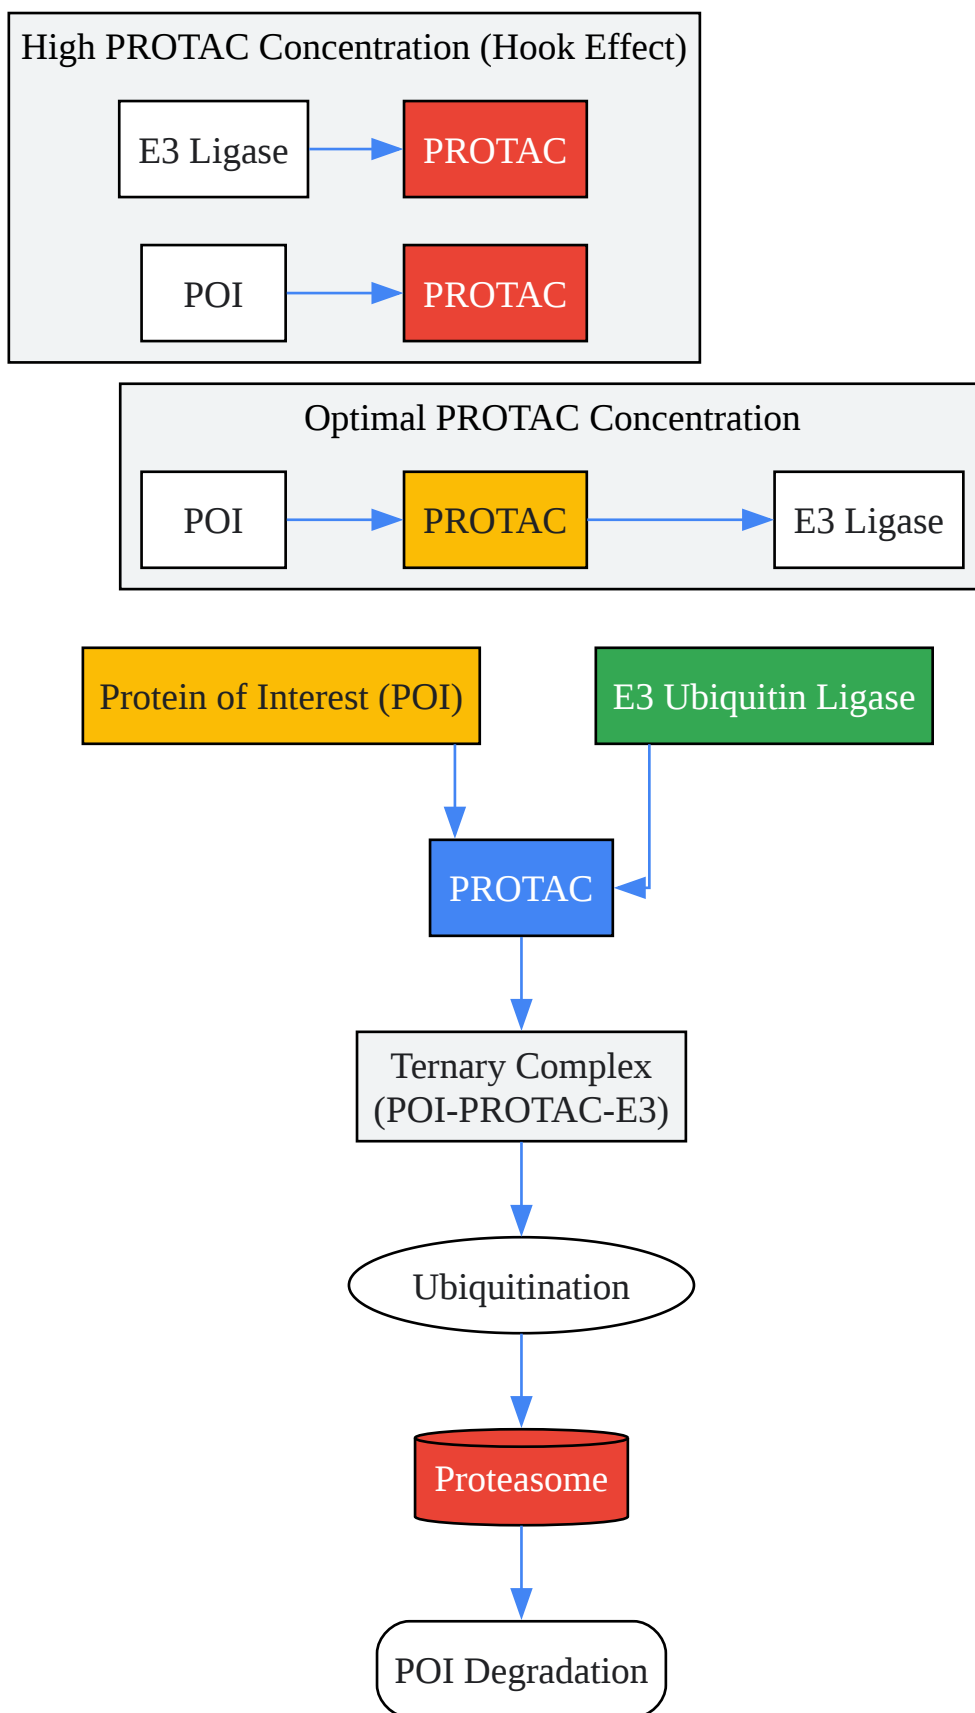 High PROTAC Concentration (Hook Effect)
E3 Ligase
PROTAC
POI
PROTAC
Optimal PROTAC Concentration
POI
PROTAC
E3 Ligase
Protein of Interest (POI)
E3 Ubiquitin Ligase
PROTAC
Ternary Complex
(POI-PROTAC-E3)
Ubiquitination
Proteasome
POI Degradation